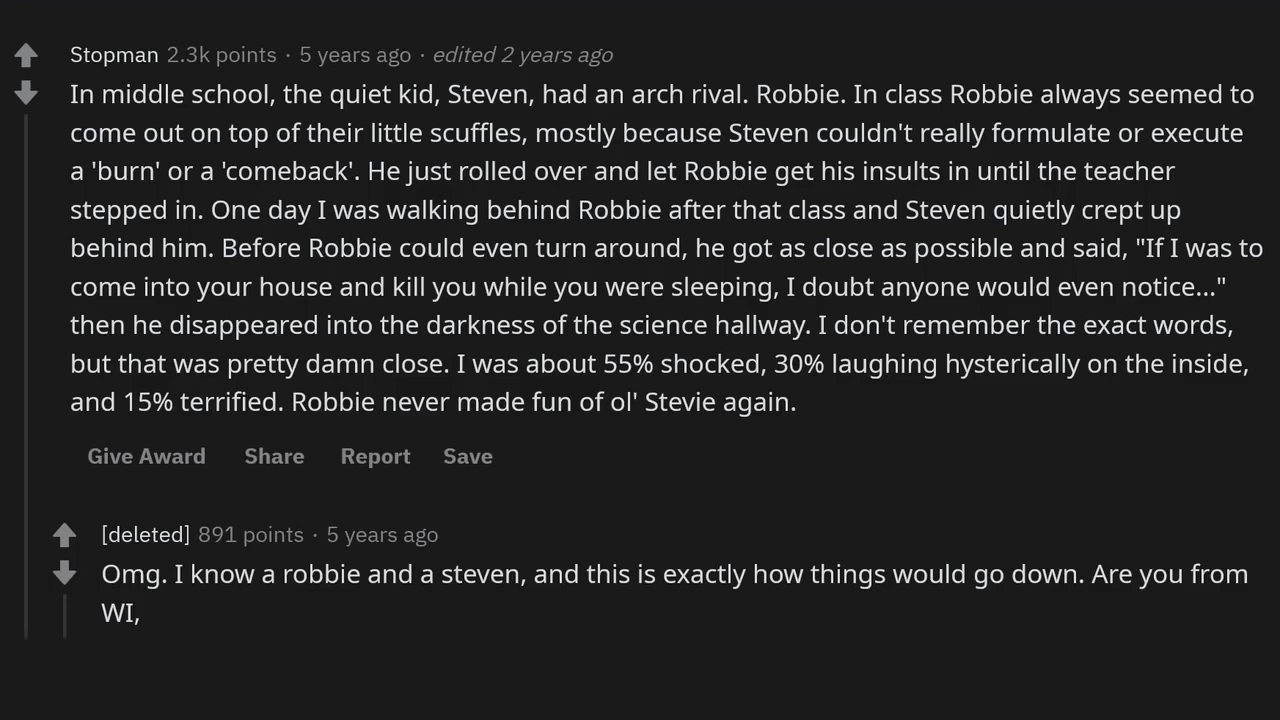 Stopman 2.3k points · 5 years ago · edited 2 years ago
In middle school, the quiet kid, Steven, had an arch rival. Robbie. In class Robbie always seemed to
come out on top of their little scuffles, mostly because Steven couldn't really formulate or execute
a 'burn' or a 'comeback'. He just rolled over and let Robbie get his insults in until the teacher
stepped in. One day I was walking behind Robbie after that class and Steven quietly crept up
behind him. Before Robbie could even turn around, he got as close as possible and said, "If I was to
come into your house and kill you while you were sleeping, I doubt anyone would even notice..."
then he disappeared into the darkness of the science hallway. I don't remember the exact words,
but that was pretty damn close. I was about 55% shocked, 30% laughing hysterically on the inside,
and 15% terrified. Robbie never made fun of ol' Stevie again.
Give Award Share Report Save
[deleted] 891 points · 5 years ago
Omg. I know a robbie and a steven, and this is exactly how things would go down. Are you from
WI,